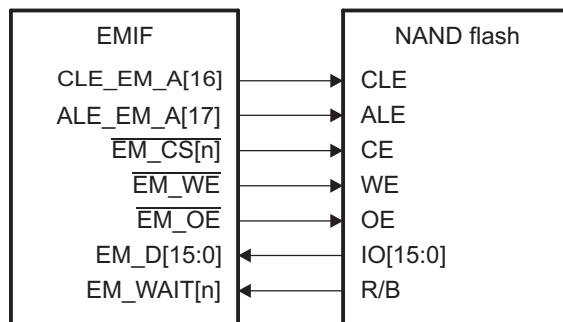 EMIF NAND flash
CLE_EM_A[16] CLE
ALE_EM_A[17] ALE
EM_CS[n] CE
EM_WE WE
EM_OE OE
EM_D[15:0] IO[15:0]
EM_WAIT[n] R/B